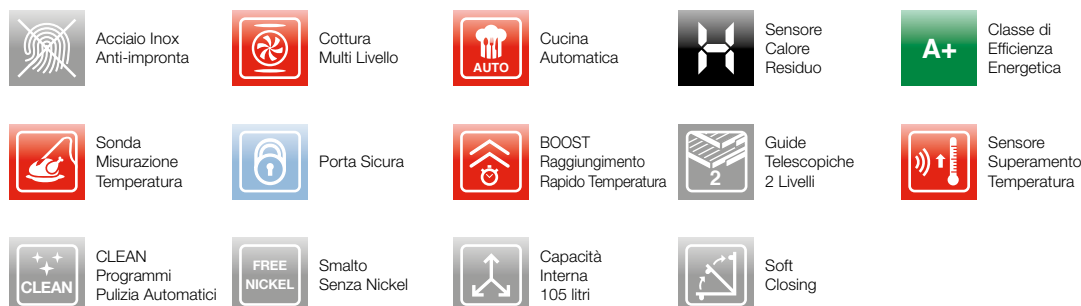 Acciaio Inox
Anti-impronta
Cottura
Multi Livello
AUTO
Cucina
Automatica
H
Sensore
Calore
Residuo
A+
Classe di
Efficienza
Energetica
Sonda
Misurazione
Temperatura
Porta Sicura
BOOST
Raggiungimento
Rapido Temperatura
2
Guide
Telescopiche
2 Livelli
Sensore
Superamento
Temperatura
CLEAN
CLEAN
Programmi
Pulizia Automatici
FREE
NICKEL
Smalto
Senza Nickel
Capacità
Interna
105 litri
Soft
Closing